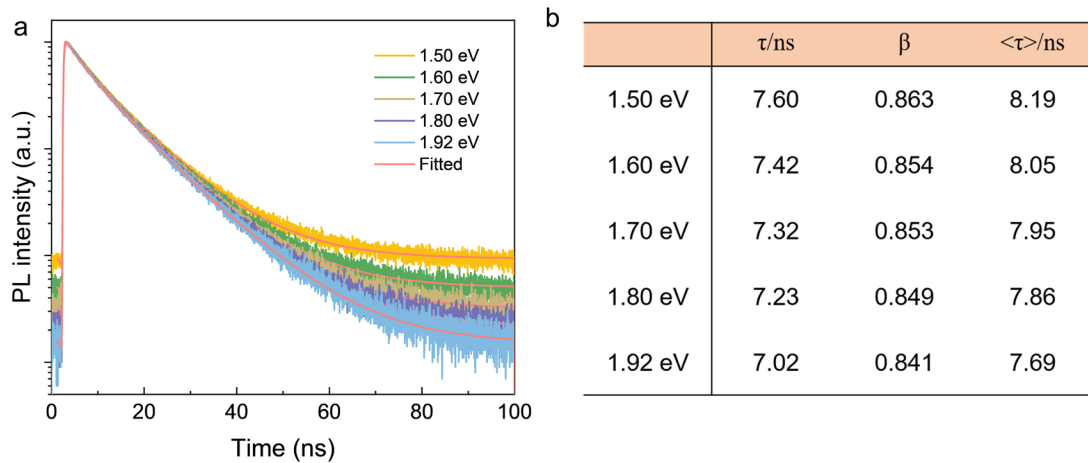 a
PL intensity (a.u.)
1.50 eV
1.60 eV
1.70 eV
1.80 eV
1.92 eV
Fitted
0 20 40 60 80 100
Time (ns)
b
τ/ns β <τ>/ns
1.50 eV 7.60 0.863 8.19
1.60 eV 7.42 0.854 8.05
1.70 eV 7.32 0.853 7.95
1.80 eV 7.23 0.849 7.86
1.92 eV 7.02 0.841 7.69